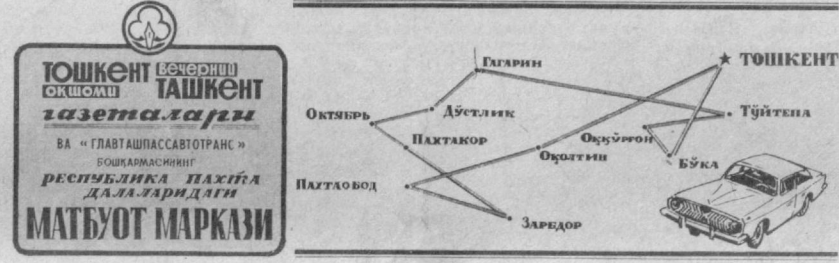 ТОШКЕНТ ВЕЧЕРНИЙ
ОКШОМИ ТАШКЕНТ
газеталари
ВА «ГЛАВТАШПАССАВТОТРАНС»
БОШҚАРМАСИНИНГ
РЕСПУБЛИКА ПАХТА
ДАЛАЛАРИДАГИ
МАТБУОТ МАРКАЗИ
ГАГАРИН
ТОШКЕНТ
ОКТЯБРЬ
ДЎСТЛИК
ТЎЙТЕПА
ПАХТАКОР
ОҚҚЎРҒОН
ОҚОЛТИН
БЎКА
ПАХТАОБОД
ЗАРБДОР